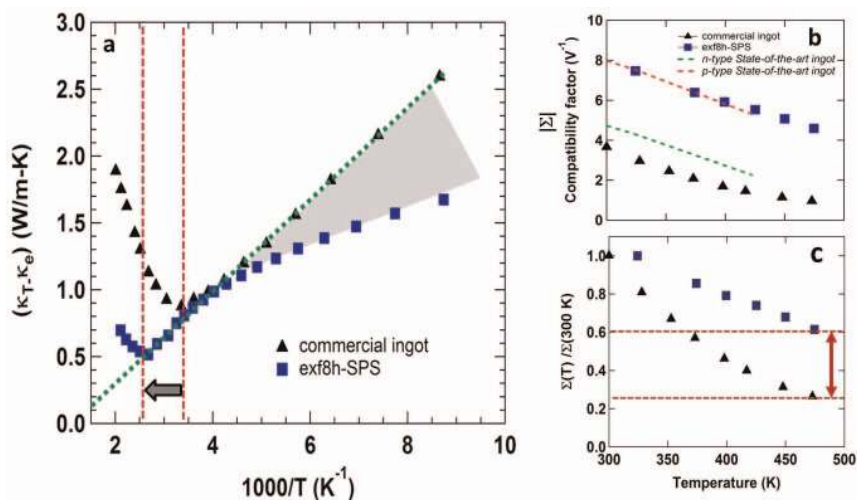 a
3.0
2.5
2.0
1.5
1.0
0.5
0.0
(κT-κe) (W/m-K)
commercial ingot
exf8h-SPS
2 4 6 8 10
1000/T (K-1)
b
commercial ingot
exf8h-SPS
n-type State-of-the-art ingot
p-type State-of-the-art ingot
10
8
6
4
2
0
|Σ|
Compatibility factor (V-1)
c
1.0
0.8
0.6
0.4
0.2
0.0
Σ(T) /Σ(300 K)
300 350 400 450 500
Temperature (K)